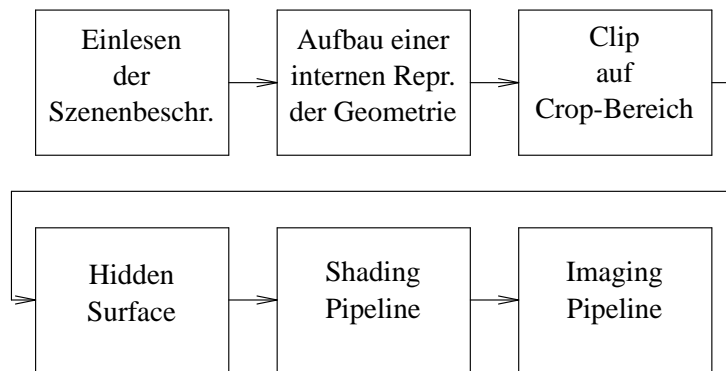 Einlesen
der
Szenenbeschr.
Aufbau einer
internen Repr.
der Geometrie
Clip
auf
Crop-Bereich
Hidden
Surface
Shading
Pipeline
Imaging
Pipeline